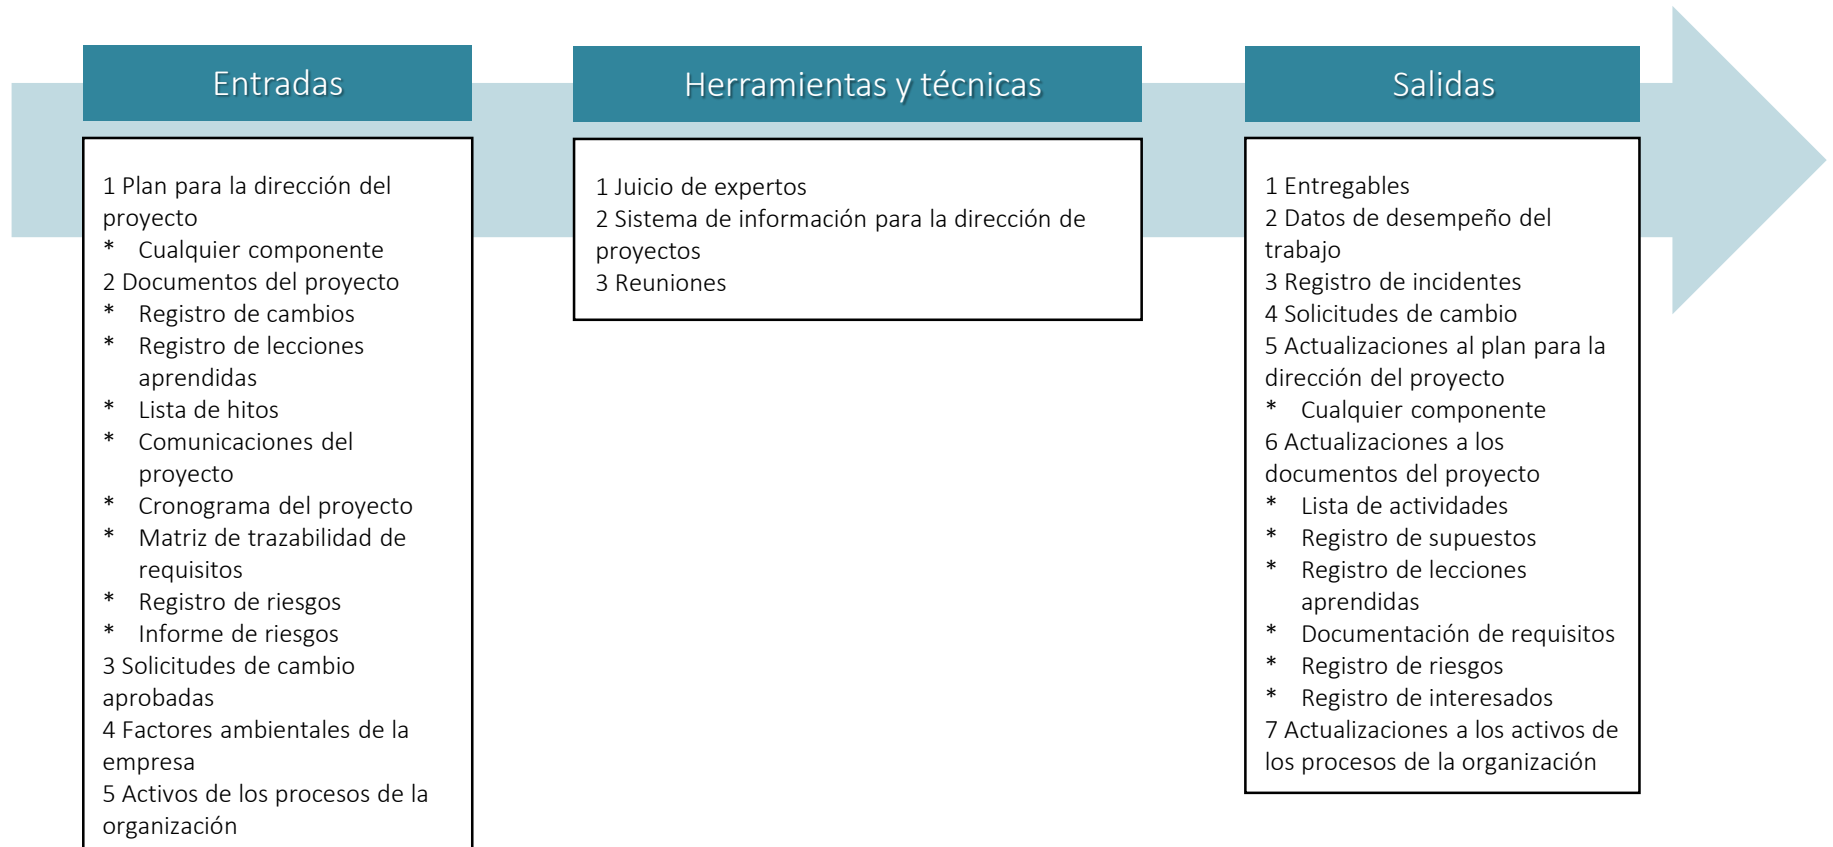 Entradas
1 Plan para la dirección del
proyecto
* Cualquier componente
2 Documentos del proyecto
* Registro de cambios
* Registro de lecciones
aprendidas
* Lista de hitos
* Comunicaciones del
proyecto
* Cronograma del proyecto
* Matriz de trazabilidad de
requisitos
* Registro de riesgos
* Informe de riesgos
3 Solicitudes de cambio
aprobadas
4 Factores ambientales de la
empresa
5 Activos de los procesos de la
organización
Herramientas y técnicas
1 Juicio de expertos
2 Sistema de información para la dirección de
proyectos
3 Reuniones
Salidas
1 Entregables
2 Datos de desempeño del
trabajo
3 Registro de incidentes
4 Solicitudes de cambio
5 Actualizaciones al plan para la
dirección del proyecto
* Cualquier componente
6 Actualizaciones a los
documentos del proyecto
* Lista de actividades
* Registro de supuestos
* Registro de lecciones
aprendidas
* Documentación de requisitos
* Registro de riesgos
* Registro de interesados
7 Actualizaciones a los activos de
los procesos de la organización